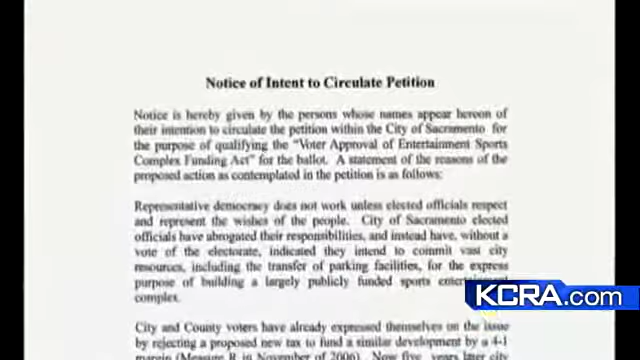 Notice of Intent to Circulate Petition
Notice is hereby given by the persons whose names appear hereon of
their intention to circulate the petition within the City of Sacramento for
the purpose of qualifying the “Voter Approval of Entertainment Sports
Complex Funding Act” for the ballot. A statement of the reasons of the
proposed action as contemplated in the petition is as follows:
Representative democracy does not work unless elected officials respect
and represent the wishes of the people. City of Sacramento elected
officials have abrogated their responsibilities, and instead have, without a
vote of the electorate, indicated they intend to commit vast city
resources, including the transfer of parking facilities, for the express
purpose of building a largely publicly funded sports entertainment
complex.
KCRA.com
City and County voters have already expressed themselves on the issue
by rejecting a proposed new tax to fund a similar development by a 4-1
margin (Measure R in November of 2006). Now five years later city